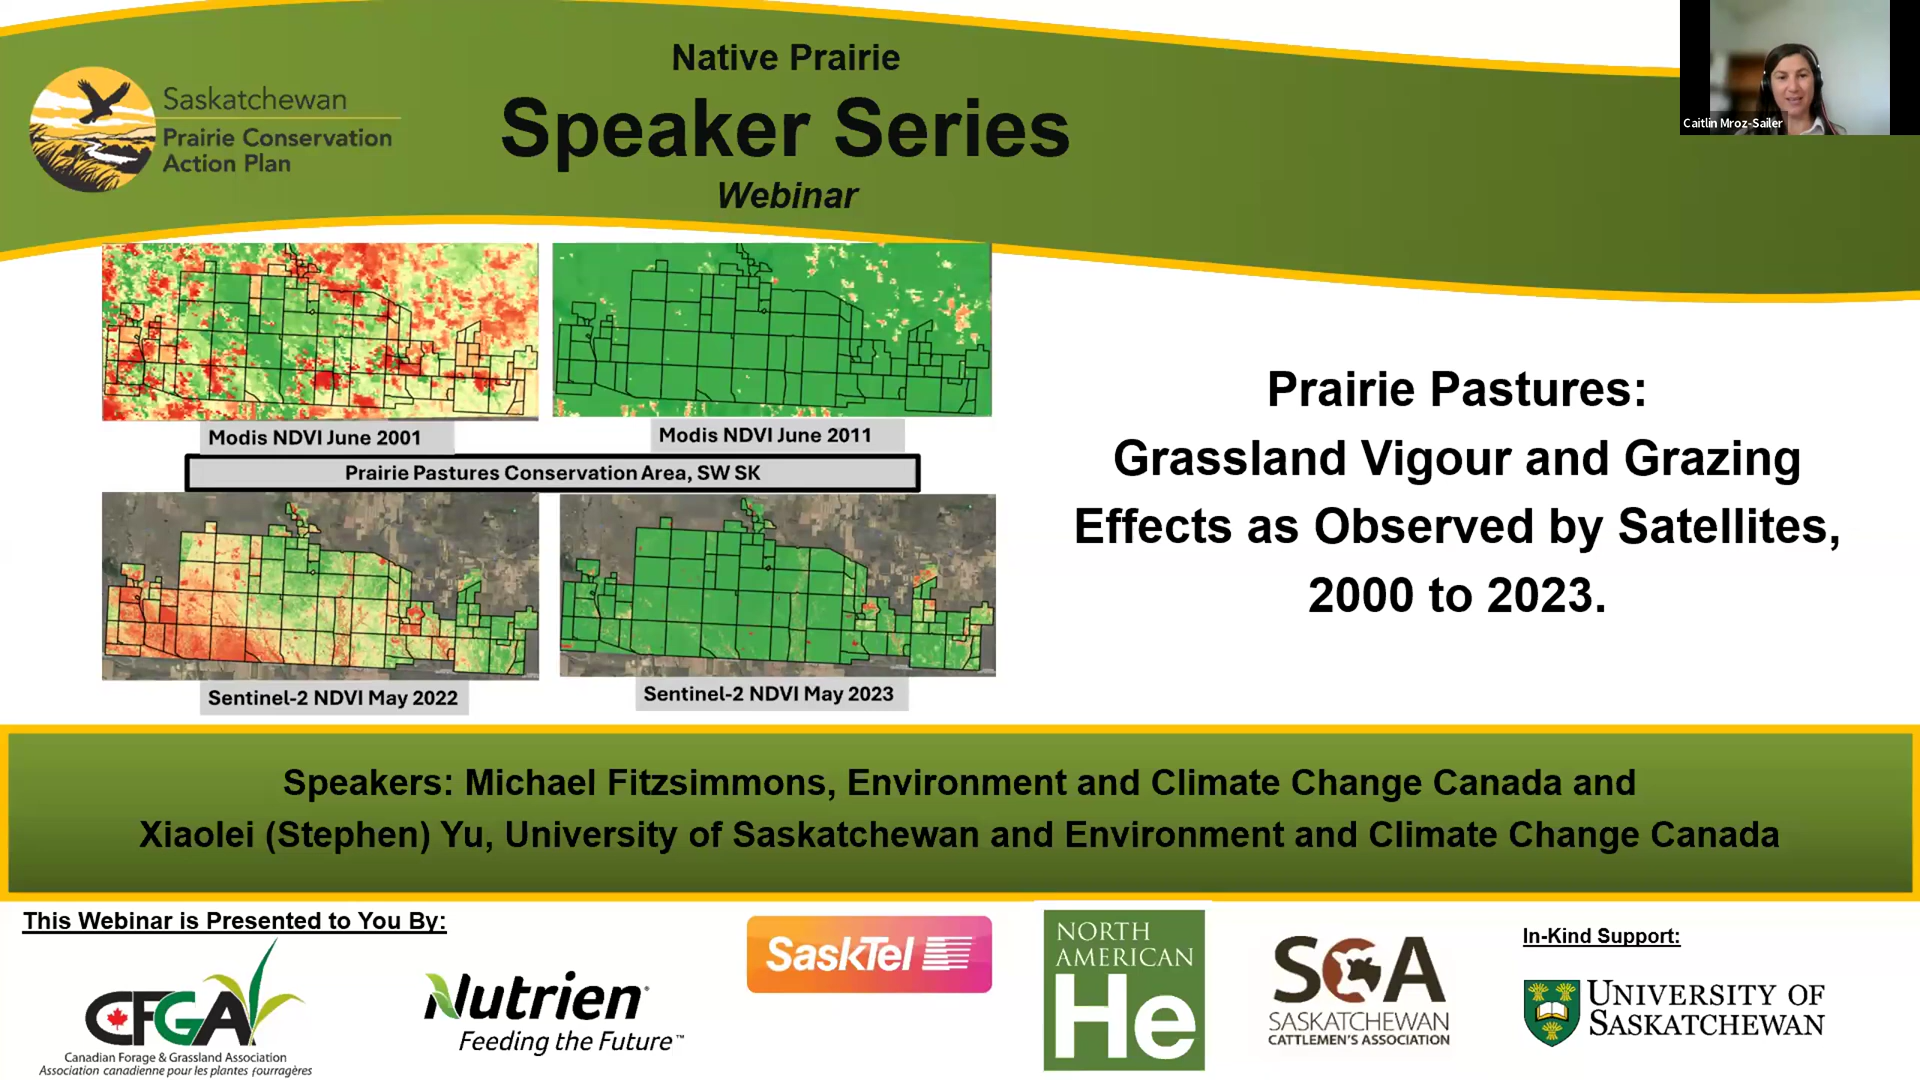 Native Prairie
Speaker Series
Webinar
Saskatchewan
Prairie Conservation
Action Plan
Caitlin Mroz-Sailer
Modis NDVI June 2001
Modis NDVI June 2011
Prairie Pastures Conservation Area, SW SK
Sentinel-2 NDVI May 2022
Sentinel-2 NDVI May 2023
Prairie Pastures:
Grassland Vigour and Grazing
Effects as Observed by Satellites,
2000 to 2023.
Speakers: Michael Fitzsimmons, Environment and Climate Change Canada and
Xiaolei (Stephen) Yu, University of Saskatchewan and Environment and Climate Change Canada
This Webinar is Presented to You By:
CFGA
Canadian Forage & Grassland Association
Association canadienne pour les plantes fourragères
Nutrien
Feeding the Future™
SaskTel
NORTH
AMERICAN
He
SCA
SASKATCHEWAN
CATTLEMEN'S ASSOCIATION
In-Kind Support:
UNIVERSITY OF
SASKATCHEWAN